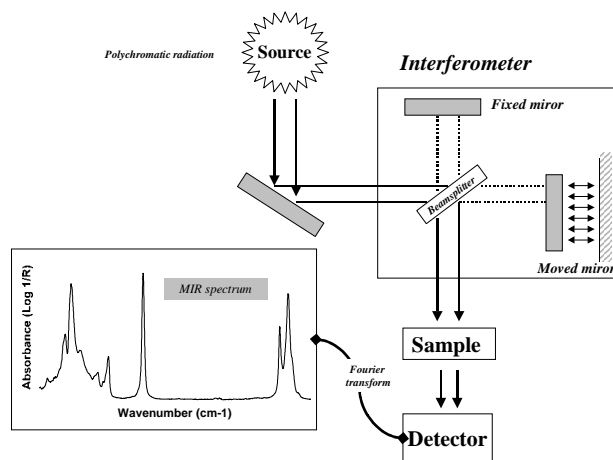 Source
Polychromatic radiation
Interferometer
Fixed miror
Beamsplitter
Moved miror
MIR spectrum
Absorbance (Log 1/R)
Wavenumber (cm-1)
Sample
Fourier
transform
Detector